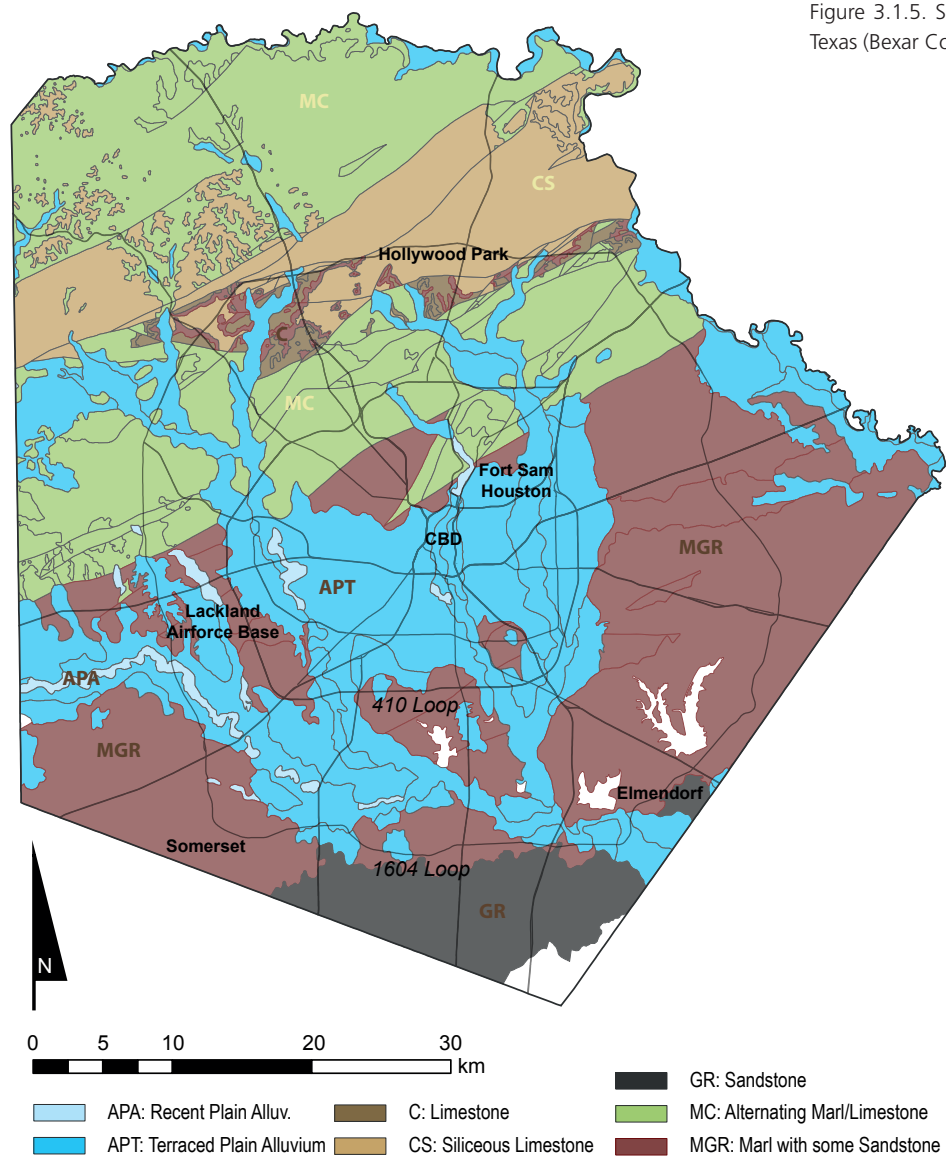 Figure 3.1.5. S
Texas (Bexar Co
MC
CS
Hollywood Park
C
MC
Fort Sam
Houston
CBD
MGR
APT
Lackland
Airforce Base
APA
410 Loop
MGR
Elmendorf
Somerset
1604 Loop
GR
N
0 5 10 20 30
km
GR: Sandstone
APA: Recent Plain Alluv.
C: Limestone
MC: Alternating Marl/Limestone
APT: Terraced Plain Alluvium
CS: Siliceous Limestone
MGR: Marl with some Sandstone